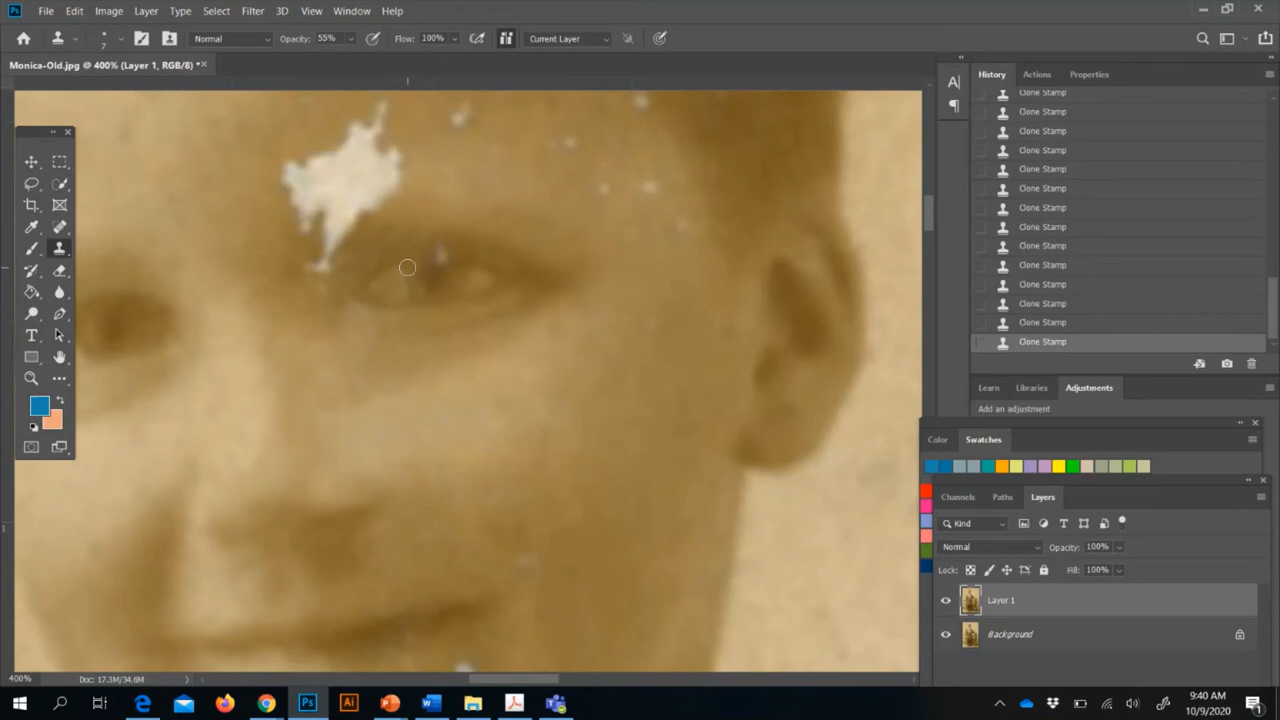 Ps File Edit Image Layer Type Select Filter 3D View Window Help
7 Normal Opacity: 55% Flow: 100% Current Layer
Monica-Old.jpg @ 400% (Layer 1, RGB/8) * ×
History Actions Properties
Clone Stamp
Clone Stamp
Clone Stamp
Clone Stamp
Clone Stamp
Clone Stamp
Clone Stamp
Clone Stamp
Clone Stamp
Clone Stamp
Clone Stamp
Clone Stamp
Clone Stamp
Clone Stamp
Learn Libraries Adjustments
Add an adjustment
Color Swatches
Channels Paths Layers
Kind
Normal Opacity: 100%
Lock: Fill: 100%
Layer 1
Background
400% Doc: 17.3M/34.6M
9:40 AM
10/9/2020